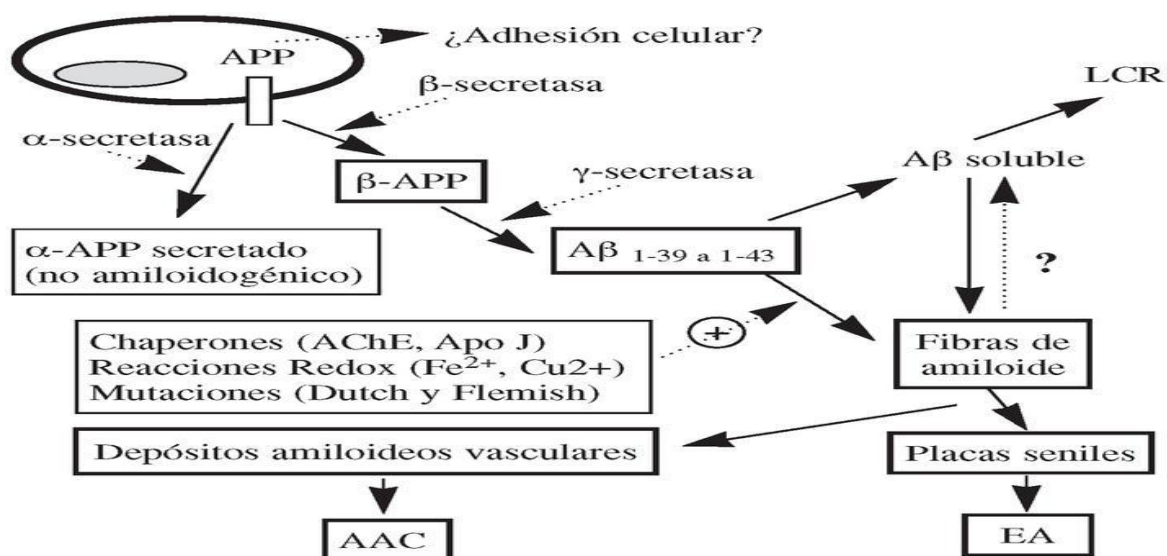 ¿Adhesión celular?
APP
β-secretasa
LCR
α-secretasa
Aβ soluble
γ-secretasa
β-APP
α-APP secretado
(no amiloidogénico)
Aβ 1-39 a 1-43
?
+
Chaperones (AChE, Apo J)
Reacciones Redox (Fe²⁺, Cu2+)
Mutaciones (Dutch y Flemish)
Fibras de
amiloide
Depósitos amiloideos vasculares
Placas seniles
AAC
EA